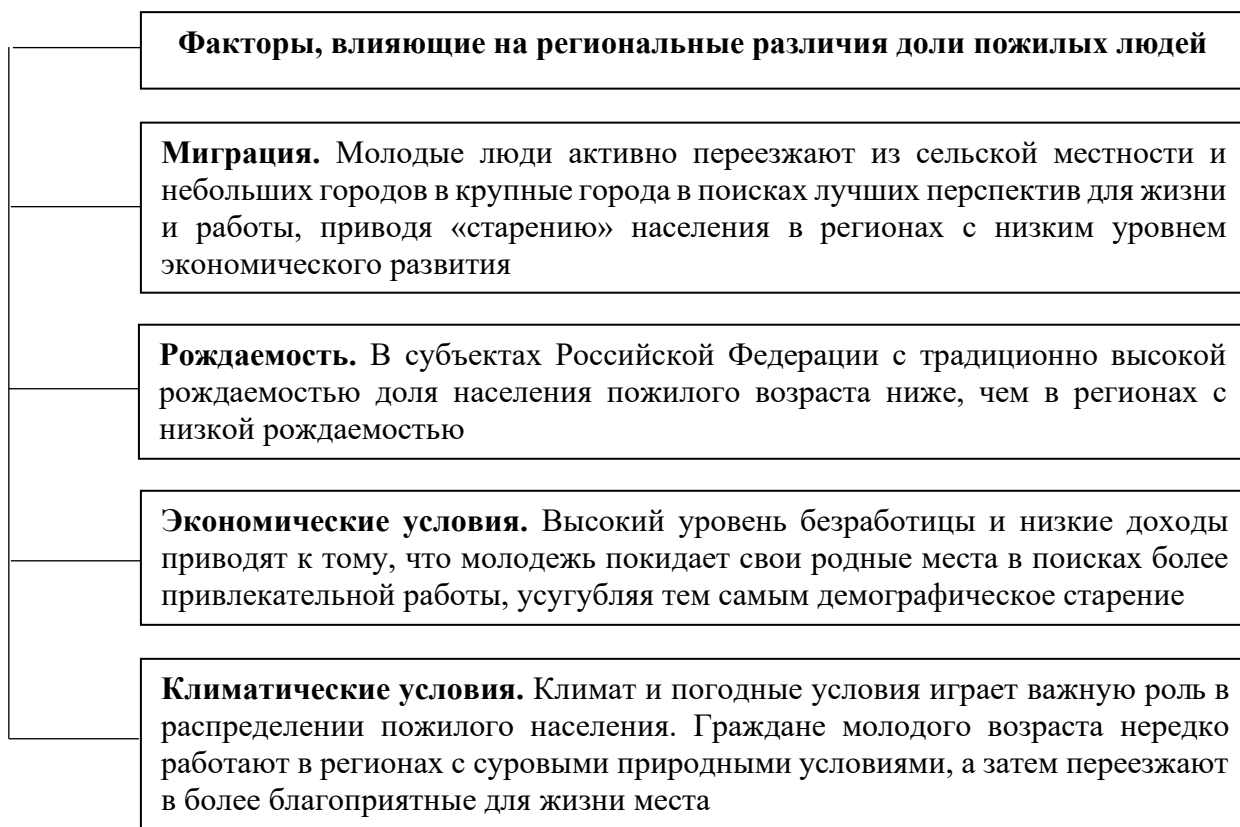 Факторы, влияющие на региональные различия доли пожилых людей
Миграция. Молодые люди активно переезжают из сельской местности и
небольших городов в крупные города в поисках лучших перспектив для жизни
и работы, приводя «старению» населения в регионах с низким уровнем
экономического развития
Рождаемость. В субъектах Российской Федерации с традиционно высокой
рождаемостью доля населения пожилого возраста ниже, чем в регионах с
низкой рождаемостью
Экономические условия. Высокий уровень безработицы и низкие доходы
приводят к тому, что молодежь покидает свои родные места в поисках более
привлекательной работы, усугубляя тем самым демографическое старение
Климатические условия. Климат и погодные условия играет важную роль в
распределении пожилого населения. Граждане молодого возраста нередко
работают в регионах с суровыми природными условиями, а затем переезжают
в более благоприятные для жизни места